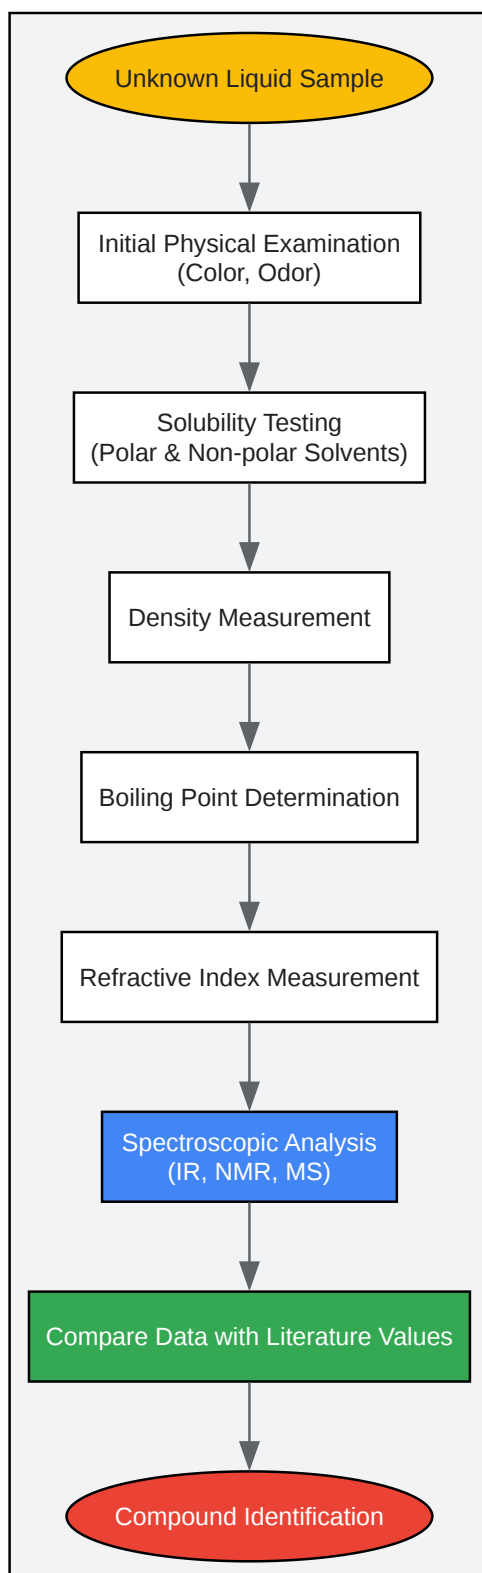 Unknown Liquid Sample
Initial Physical Examination
(Color, Odor)
Solubility Testing
(Polar & Non-polar Solvents)
Density Measurement
Boiling Point Determination
Refractive Index Measurement
Spectroscopic Analysis
(IR, NMR, MS)
Compare Data with Literature Values
Compound Identification